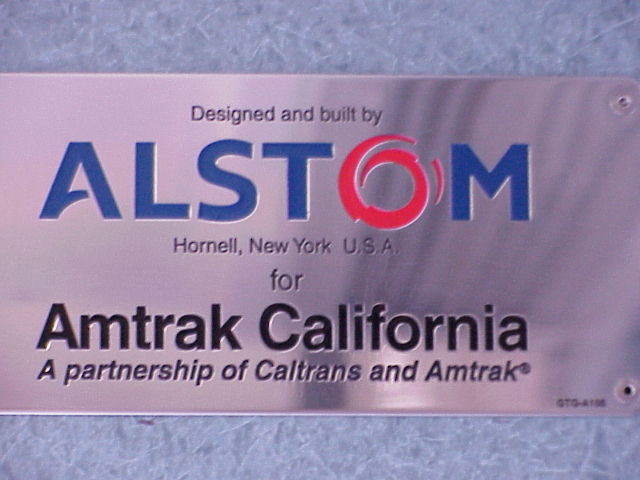 Designed and built by
ALSTOM
Hornell, New York U.S.A.
for
Amtrak California
A partnership of Caltrans and Amtrak®